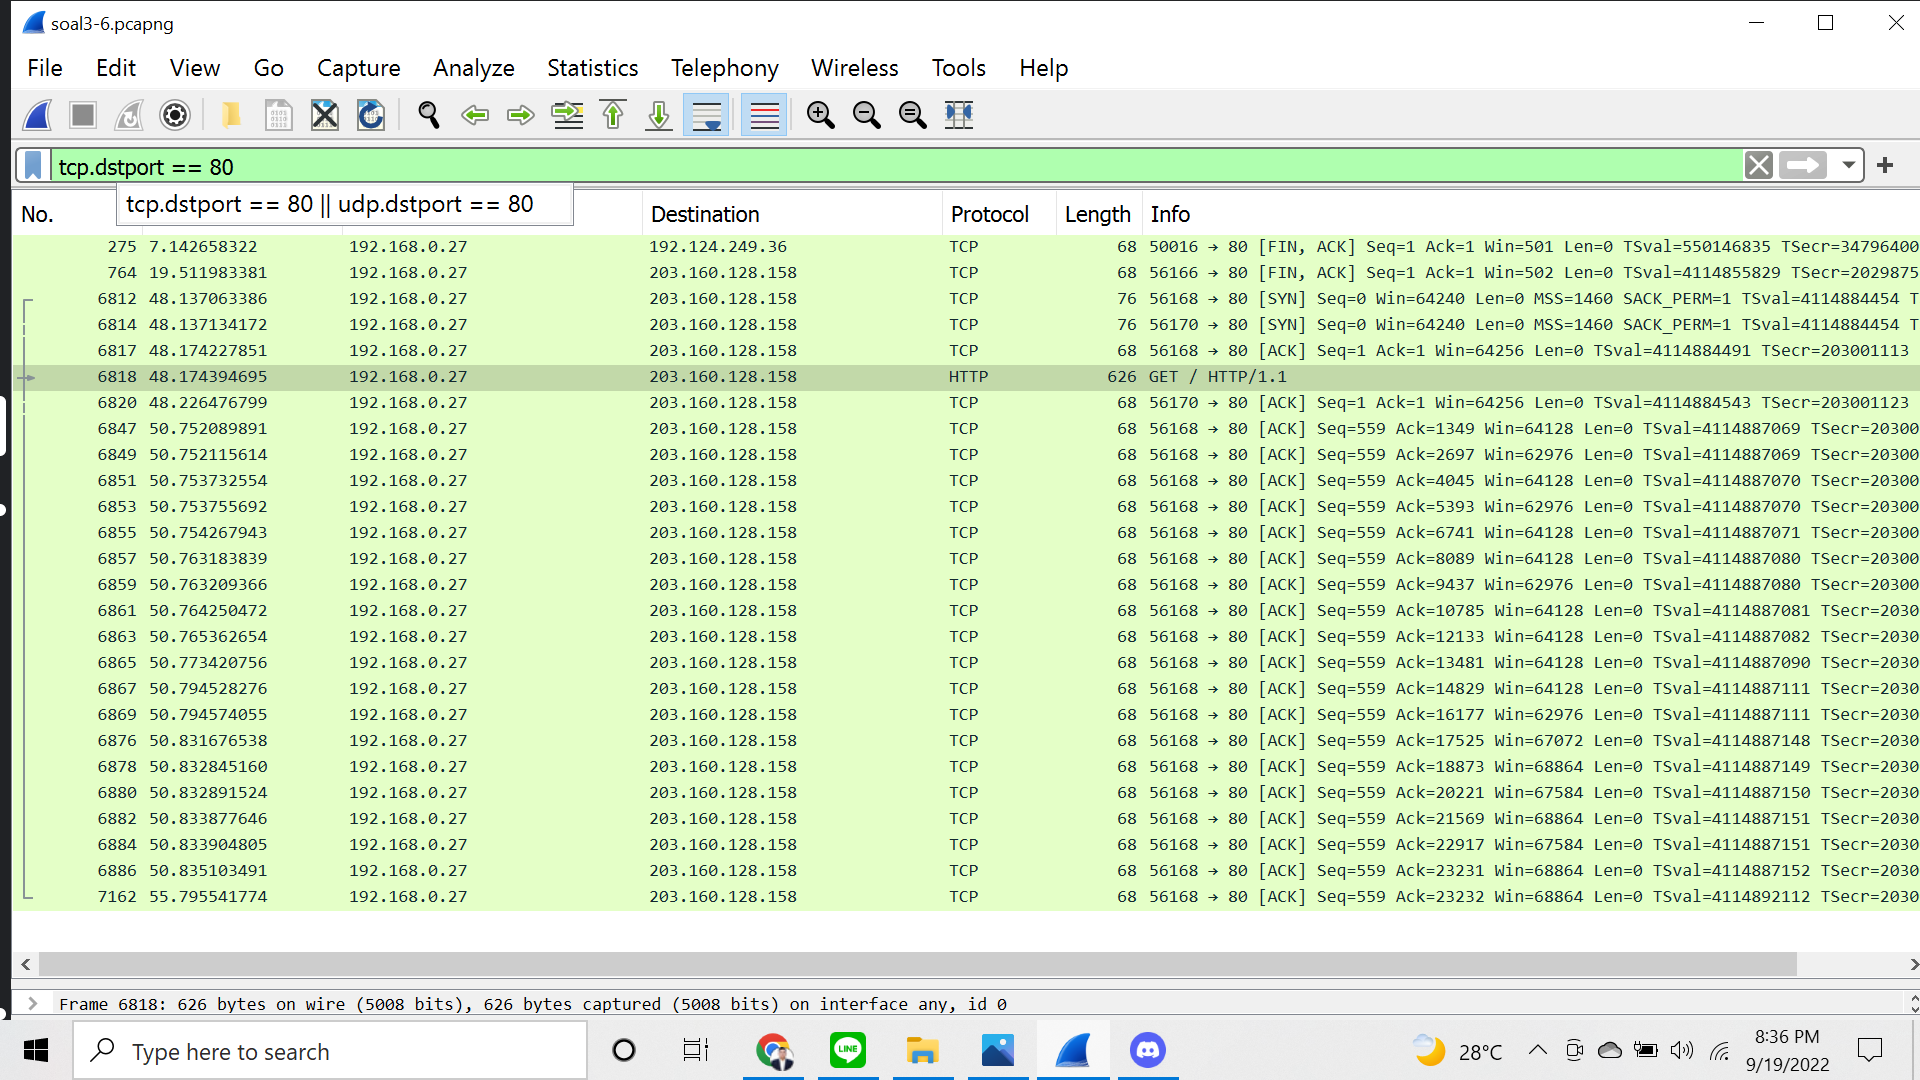 soal3-6.pcapng
File Edit View Go Capture Analyze Statistics Telephony Wireless Tools Help
tcp.dstport == 80
tcp.dstport == 80 || udp.dstport == 80
No. Destination Protocol Length Info
275 7.142658322 192.168.0.27 192.124.249.36 TCP 68 50016 → 80 [FIN, ACK] Seq=1 Ack=1 Win=501 Len=0 TSval=550146835 TSecr=34796400
764 19.511983381 192.168.0.27 203.160.128.158 TCP 68 56166 → 80 [FIN, ACK] Seq=1 Ack=1 Win=502 Len=0 TSval=4114855829 TSecr=2029875
6812 48.137063386 192.168.0.27 203.160.128.158 TCP 76 56168 → 80 [SYN] Seq=0 Win=64240 Len=0 MSS=1460 SACK_PERM=1 TSval=4114884454 T
6814 48.137134172 192.168.0.27 203.160.128.158 TCP 76 56170 → 80 [SYN] Seq=0 Win=64240 Len=0 MSS=1460 SACK_PERM=1 TSval=4114884454 T
6817 48.174227851 192.168.0.27 203.160.128.158 TCP 68 56168 → 80 [ACK] Seq=1 Ack=1 Win=64256 Len=0 TSval=4114884491 TSecr=203001113
6818 48.174394695 192.168.0.27 203.160.128.158 HTTP 626 GET / HTTP/1.1
6820 48.226476799 192.168.0.27 203.160.128.158 TCP 68 56170 → 80 [ACK] Seq=1 Ack=1 Win=64256 Len=0 TSval=4114884543 TSecr=203001123
6847 50.752089891 192.168.0.27 203.160.128.158 TCP 68 56168 → 80 [ACK] Seq=559 Ack=1349 Win=64128 Len=0 TSval=4114887069 TSecr=20300
6849 50.752115614 192.168.0.27 203.160.128.158 TCP 68 56168 → 80 [ACK] Seq=559 Ack=2697 Win=62976 Len=0 TSval=4114887069 TSecr=20300
6851 50.753732554 192.168.0.27 203.160.128.158 TCP 68 56168 → 80 [ACK] Seq=559 Ack=4045 Win=64128 Len=0 TSval=4114887070 TSecr=20300
6853 50.753755692 192.168.0.27 203.160.128.158 TCP 68 56168 → 80 [ACK] Seq=559 Ack=5393 Win=62976 Len=0 TSval=4114887070 TSecr=20300
6855 50.754267943 192.168.0.27 203.160.128.158 TCP 68 56168 → 80 [ACK] Seq=559 Ack=6741 Win=64128 Len=0 TSval=4114887071 TSecr=20300
6857 50.763183839 192.168.0.27 203.160.128.158 TCP 68 56168 → 80 [ACK] Seq=559 Ack=8089 Win=64128 Len=0 TSval=4114887080 TSecr=20300
6859 50.763209366 192.168.0.27 203.160.128.158 TCP 68 56168 → 80 [ACK] Seq=559 Ack=9437 Win=62976 Len=0 TSval=4114887080 TSecr=20300
6861 50.764250472 192.168.0.27 203.160.128.158 TCP 68 56168 → 80 [ACK] Seq=559 Ack=10785 Win=64128 Len=0 TSval=4114887081 TSecr=2030
6863 50.765362654 192.168.0.27 203.160.128.158 TCP 68 56168 → 80 [ACK] Seq=559 Ack=12133 Win=64128 Len=0 TSval=4114887082 TSecr=2030
6865 50.773420756 192.168.0.27 203.160.128.158 TCP 68 56168 → 80 [ACK] Seq=559 Ack=13481 Win=64128 Len=0 TSval=4114887090 TSecr=2030
6867 50.794528276 192.168.0.27 203.160.128.158 TCP 68 56168 → 80 [ACK] Seq=559 Ack=14829 Win=64128 Len=0 TSval=4114887111 TSecr=2030
6869 50.794574055 192.168.0.27 203.160.128.158 TCP 68 56168 → 80 [ACK] Seq=559 Ack=16177 Win=62976 Len=0 TSval=4114887111 TSecr=2030
6876 50.831676538 192.168.0.27 203.160.128.158 TCP 68 56168 → 80 [ACK] Seq=559 Ack=17525 Win=67072 Len=0 TSval=4114887148 TSecr=2030
6878 50.832845160 192.168.0.27 203.160.128.158 TCP 68 56168 → 80 [ACK] Seq=559 Ack=18873 Win=68864 Len=0 TSval=4114887149 TSecr=2030
6880 50.832891524 192.168.0.27 203.160.128.158 TCP 68 56168 → 80 [ACK] Seq=559 Ack=20221 Win=67584 Len=0 TSval=4114887150 TSecr=2030
6882 50.833877646 192.168.0.27 203.160.128.158 TCP 68 56168 → 80 [ACK] Seq=559 Ack=21569 Win=68864 Len=0 TSval=4114887151 TSecr=2030
6884 50.833904805 192.168.0.27 203.160.128.158 TCP 68 56168 → 80 [ACK] Seq=559 Ack=22917 Win=67584 Len=0 TSval=4114887151 TSecr=2030
6886 50.835103491 192.168.0.27 203.160.128.158 TCP 68 56168 → 80 [ACK] Seq=559 Ack=23231 Win=68864 Len=0 TSval=4114887152 TSecr=2030
7162 55.795541774 192.168.0.27 203.160.128.158 TCP 68 56168 → 80 [ACK] Seq=559 Ack=23232 Win=68864 Len=0 TSval=4114892112 TSecr=2030
Frame 6818: 626 bytes on wire (5008 bits), 626 bytes captured (5008 bits) on interface any, id 0
Type here to search
LINE
28°C
8:36 PM
9/19/2022